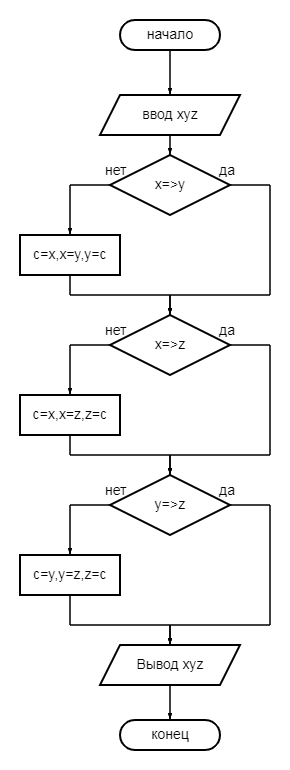 начало
ввод xyz
нет
да
x=>y
c=x,x=y,y=c
нет
да
x=>z
c=x,x=z,z=c
нет
да
y=>z
c=y,y=z,z=c
Вывод xyz
конец